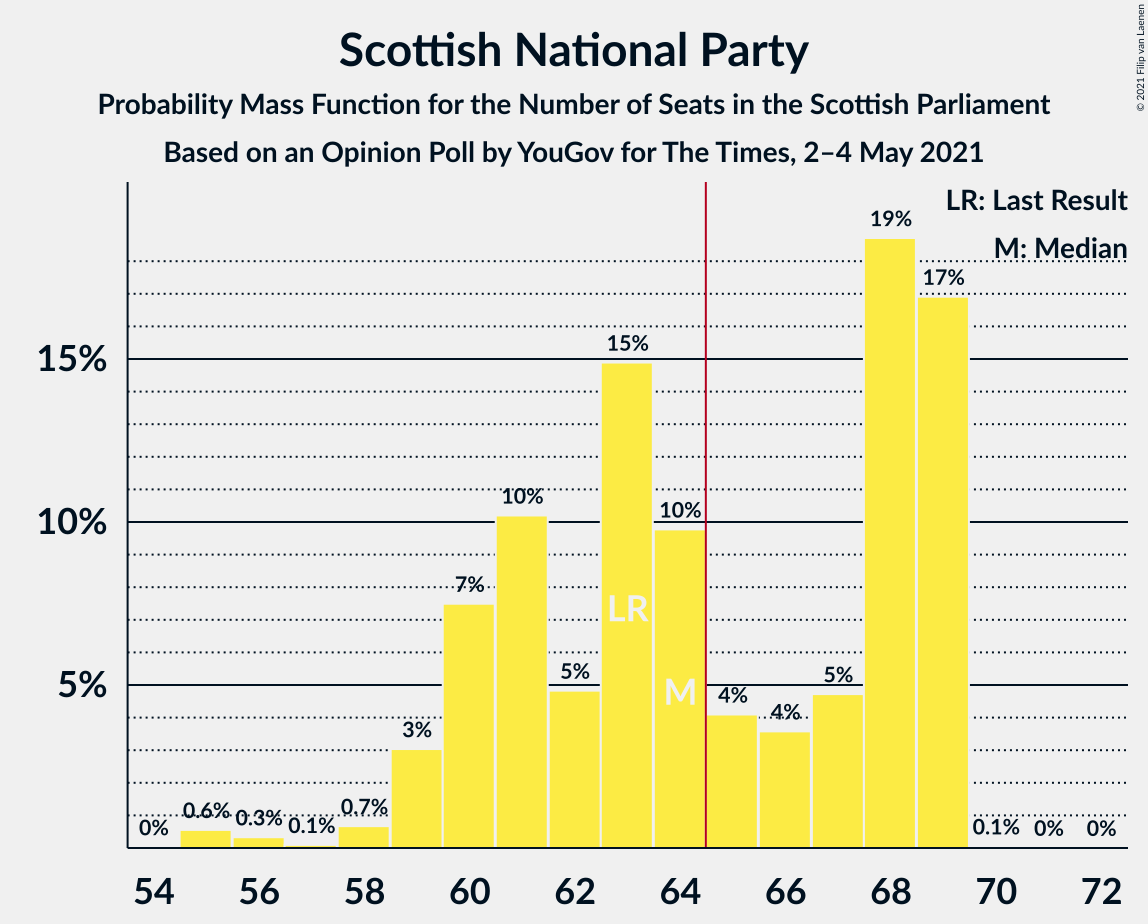 Scottish National Party
Probability Mass Function for the Number of Seats in the Scottish Parliament
Based on an Opinion Poll by YouGov for The Times, 2–4 May 2021
© 2021 Filip van Laenen
LR: Last Result
M: Median
15%
10%
5%
0%
0.6%
0.3%
0.1%
0.7%
3%
7%
10%
5%
15%
10%
4%
4%
5%
19%
17%
0.1%
0%
0%
LR
M
54 56 58 60 62 64 66 68 70 72